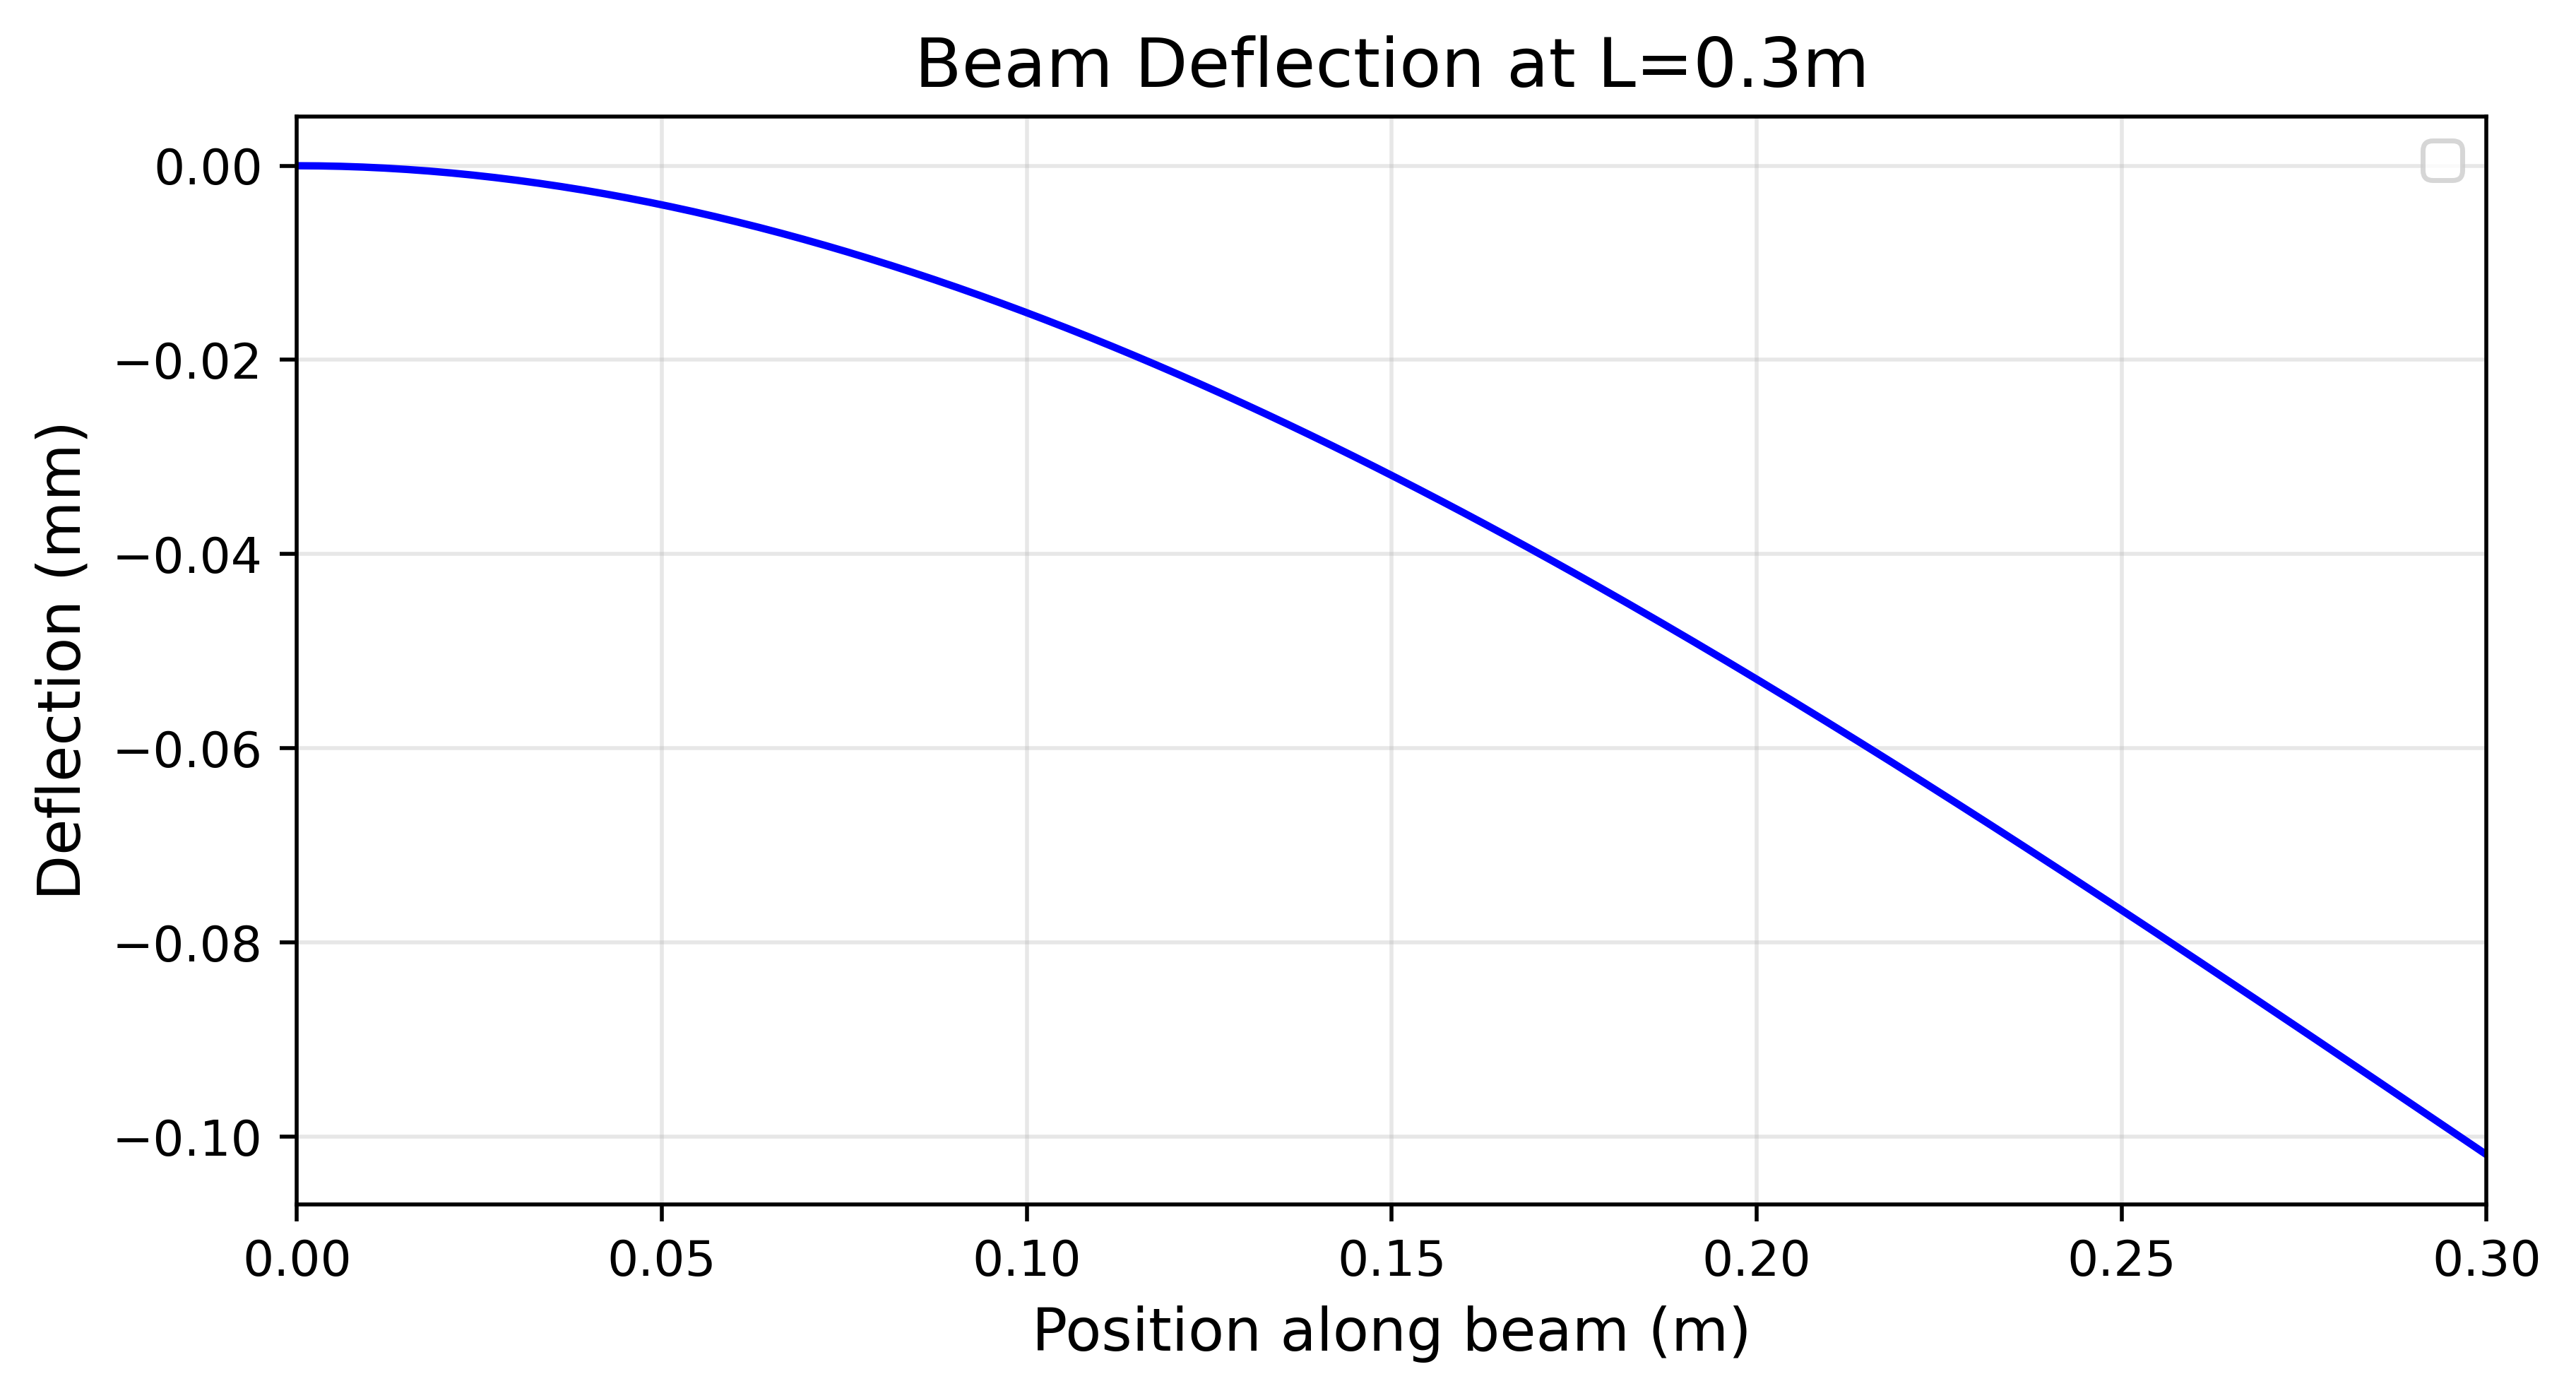 Beam Deflection at L=0.3m
Deflection (mm)
0.00
−0.02
−0.04
−0.06
−0.08
−0.10
0.00 0.05 0.10 0.15 0.20 0.25 0.30
Position along beam (m)